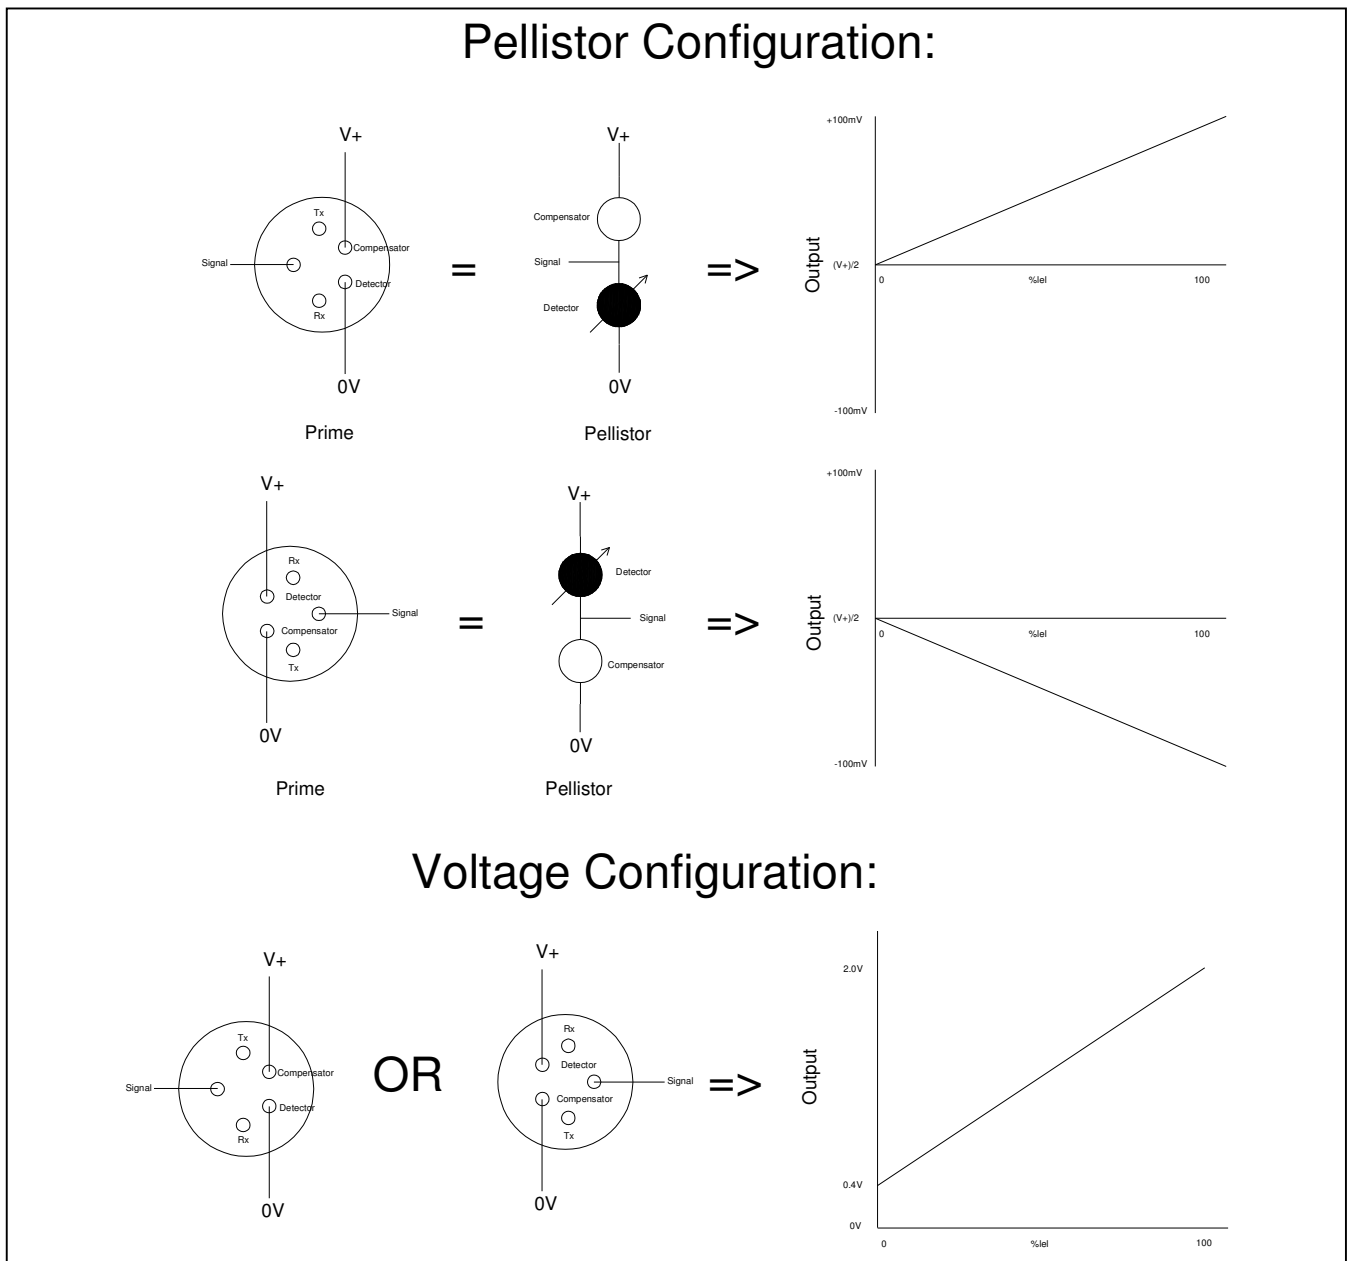 Pellistor Configuration:
V+
Tx
Compensator
Signal
Detector
Rx
0V
Prime
=
V+
Compensator
Signal
Detector
0V
Pellistor
=>
+100mV
Output
(V+)/2
0
%lel
100
-100mV
V+
Rx
Detector
Signal
Compensator
Tx
0V
Prime
=
V+
Detector
Signal
Compensator
0V
Pellistor
=>
+100mV
Output
(V+)/2
0
%lel
100
-100mV
Voltage Configuration:
V+
Tx
Compensator
Signal
Detector
Rx
0V
OR
V+
Rx
Detector
Signal
Compensator
Tx
0V
=>
2.0V
Output
0.4V
0V
0
%lel
100